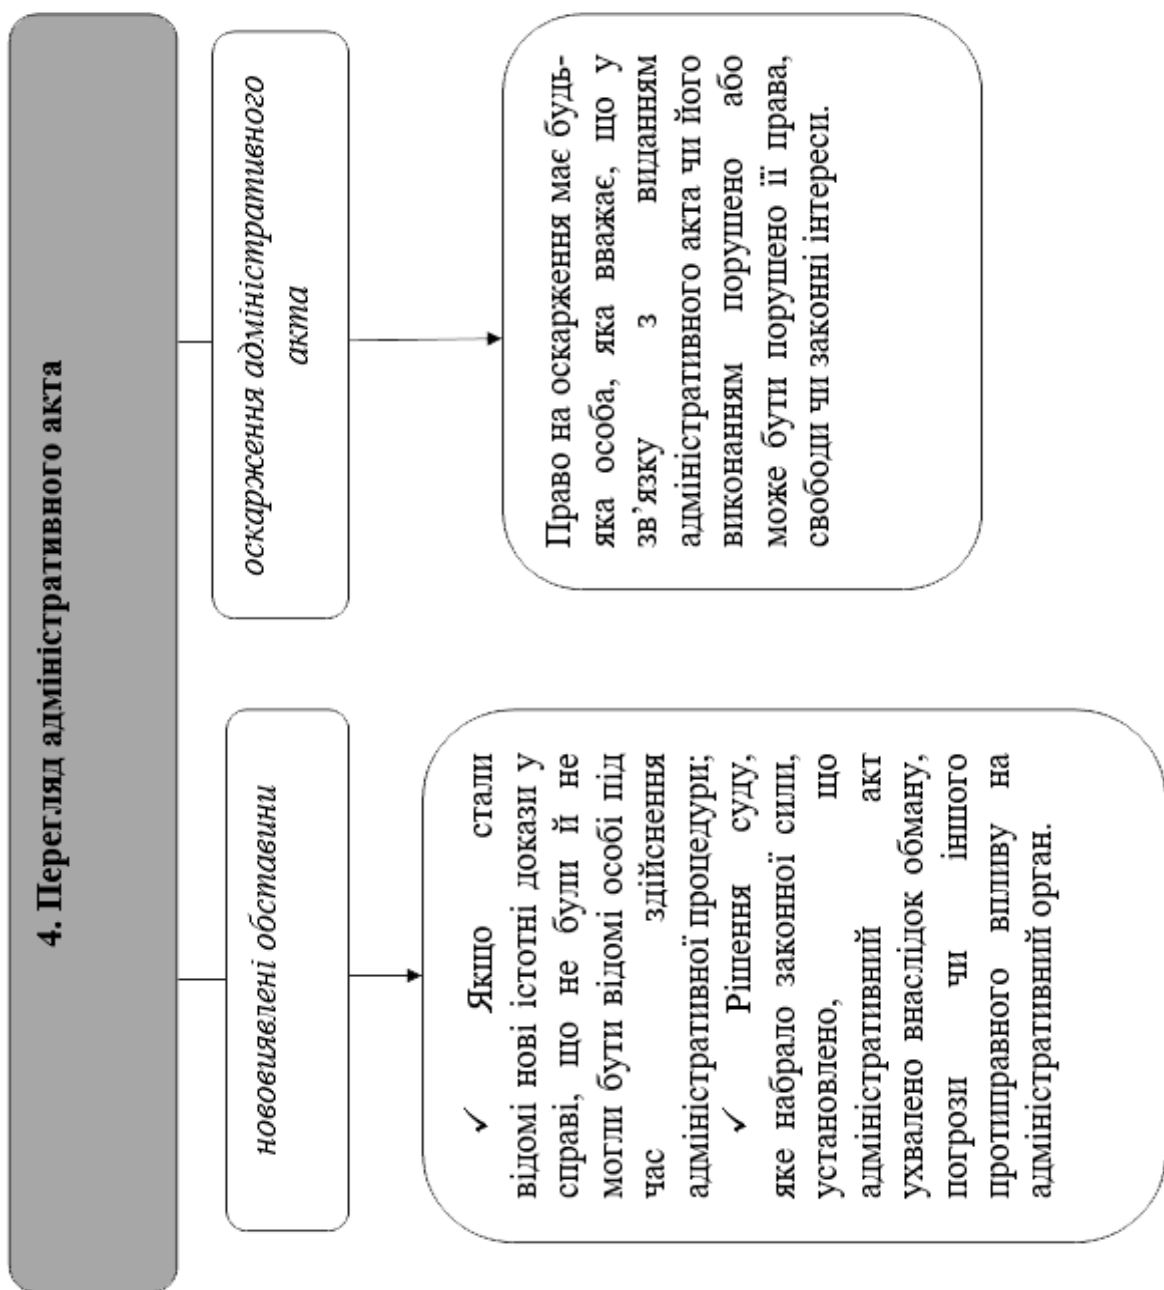 4. Перегляд адміністративного акта
нововиявлені обставини
✓ Якщо стали
відомі нові істотні докази у
справі, що не були й не
могли бути відомі особі під
час здійснення
адміністративної процедури;
✓ Рішення суду,
яке набрало законної сили,
установлено, що
адміністративний акт
ухвалено внаслідок обману,
погрози чи іншого
протиправного впливу на
адміністративний орган.
оскарження адміністративного
акта
Право на оскарження має будь-
яка особа, яка вважає, що у
зв’язку з виданням
адміністративного акта чи його
виконанням порушено або
може бути порушено її права,
свободи чи законні інтереси.